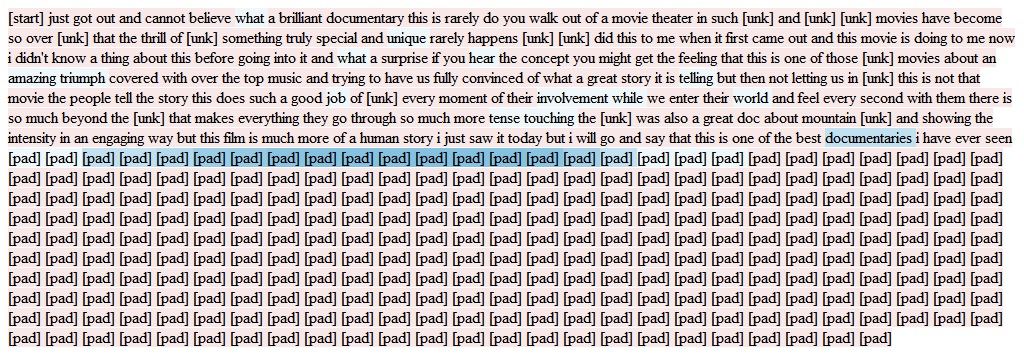 [start] just got out and cannot believe what a brilliant documentary this is rarely do you walk out of a movie theater in such [unk] and [unk] [unk] movies have become
so over [unk] that the thrill of [unk] something truly special and unique rarely happens [unk] [unk] did this to me when it first came out and this movie is doing to me now
i didn't know a thing about this before going into it and what a surprise if you hear the concept you might get the feeling that this is one of those [unk] movies about an
amazing triumph covered with over the top music and trying to have us fully convinced of what a great story it is telling but then not letting us in [unk] this is not that
movie the people tell the story this does such a good job of [unk] every moment of their involvement while we enter their world and feel every second with them there is
so much beyond the [unk] that makes everything they go through so much more tense touching the [unk] was also a great doc about mountain [unk] and showing the
intensity in an engaging way but this film is much more of a human story i just saw it today but i will go and say that this is one of the best documentaries i have ever seen
[pad] [pad] [pad] [pad] [pad] [pad] [pad] [pad] [pad] [pad] [pad] [pad] [pad] [pad] [pad] [pad] [pad] [pad] [pad] [pad] [pad] [pad] [pad] [pad] [pad] [pad] [pad]
[pad] [pad] [pad] [pad] [pad] [pad] [pad] [pad] [pad] [pad] [pad] [pad] [pad] [pad] [pad] [pad] [pad] [pad] [pad] [pad] [pad] [pad] [pad] [pad] [pad] [pad] [pad]
[pad] [pad] [pad] [pad] [pad] [pad] [pad] [pad] [pad] [pad] [pad] [pad] [pad] [pad] [pad] [pad] [pad] [pad] [pad] [pad] [pad] [pad] [pad] [pad] [pad] [pad] [pad]
[pad] [pad] [pad] [pad] [pad] [pad] [pad] [pad] [pad] [pad] [pad] [pad] [pad] [pad] [pad] [pad] [pad] [pad] [pad] [pad] [pad] [pad] [pad] [pad] [pad] [pad] [pad]
[pad] [pad] [pad] [pad] [pad] [pad] [pad] [pad] [pad] [pad] [pad] [pad] [pad] [pad] [pad] [pad] [pad] [pad] [pad] [pad] [pad] [pad] [pad] [pad] [pad] [pad] [pad]
[pad] [pad] [pad] [pad] [pad] [pad] [pad] [pad] [pad] [pad] [pad] [pad] [pad] [pad] [pad] [pad] [pad] [pad] [pad] [pad] [pad] [pad] [pad] [pad] [pad] [pad] [pad]
[pad] [pad] [pad] [pad] [pad] [pad] [pad] [pad] [pad] [pad] [pad] [pad] [pad] [pad] [pad] [pad] [pad] [pad] [pad] [pad] [pad] [pad] [pad] [pad] [pad] [pad] [pad]
[pad] [pad] [pad] [pad] [pad] [pad] [pad] [pad] [pad] [pad] [pad] [pad] [pad] [pad] [pad] [pad] [pad] [pad] [pad] [pad] [pad] [pad] [pad] [pad] [pad] [pad] [pad]
[pad] [pad] [pad] [pad] [pad] [pad] [pad] [pad] [pad] [pad] [pad] [pad] [pad] [pad] [pad] [pad] [pad] [pad] [pad] [pad] [pad] [pad] [pad] [pad] [pad] [pad] [pad]
[pad] [pad] [pad] [pad] [pad] [pad] [pad] [pad] [pad] [pad] [pad] [pad] [pad] [pad] [pad] [pad] [pad] [pad] [pad] [pad] [pad] [pad] [pad] [pad]